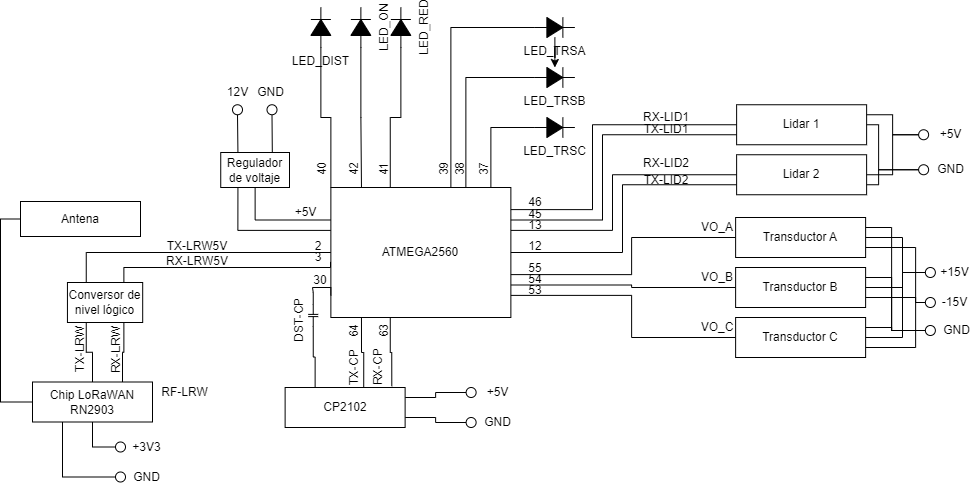 LED_ON
LED_RED
LED_DIST
LED_TRSA
LED_TRSB
LED_TRSC
12V
GND
Regulador
de voltaje
+5V
40
42
41
39
38
37
RX-LID1
TX-LID1
Lidar 1
RX-LID2
TX-LID2
Lidar 2
+5V
GND
46
45
13
12
55
54
53
ATMEGA2560
VO_A
Transductor A
VO_B
Transductor B
VO_C
Transductor C
+15V
-15V
GND
Antena
TX-LRW5V
2
RX-LRW5V
3
30
Conversor de
nivel lógico
DST-CP
64
63
TX-LRW
RX-LRW
TX-CP
RX-CP
Chip LoRaWAN
RN2903
RF-LRW
+3V3
GND
CP2102
+5V
GND